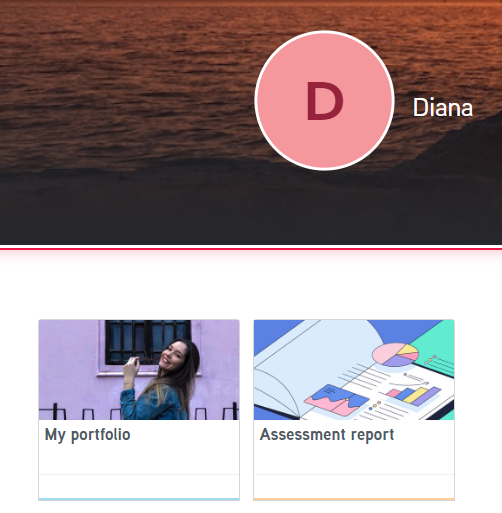 D
Diana
My portfolio
Assessment report